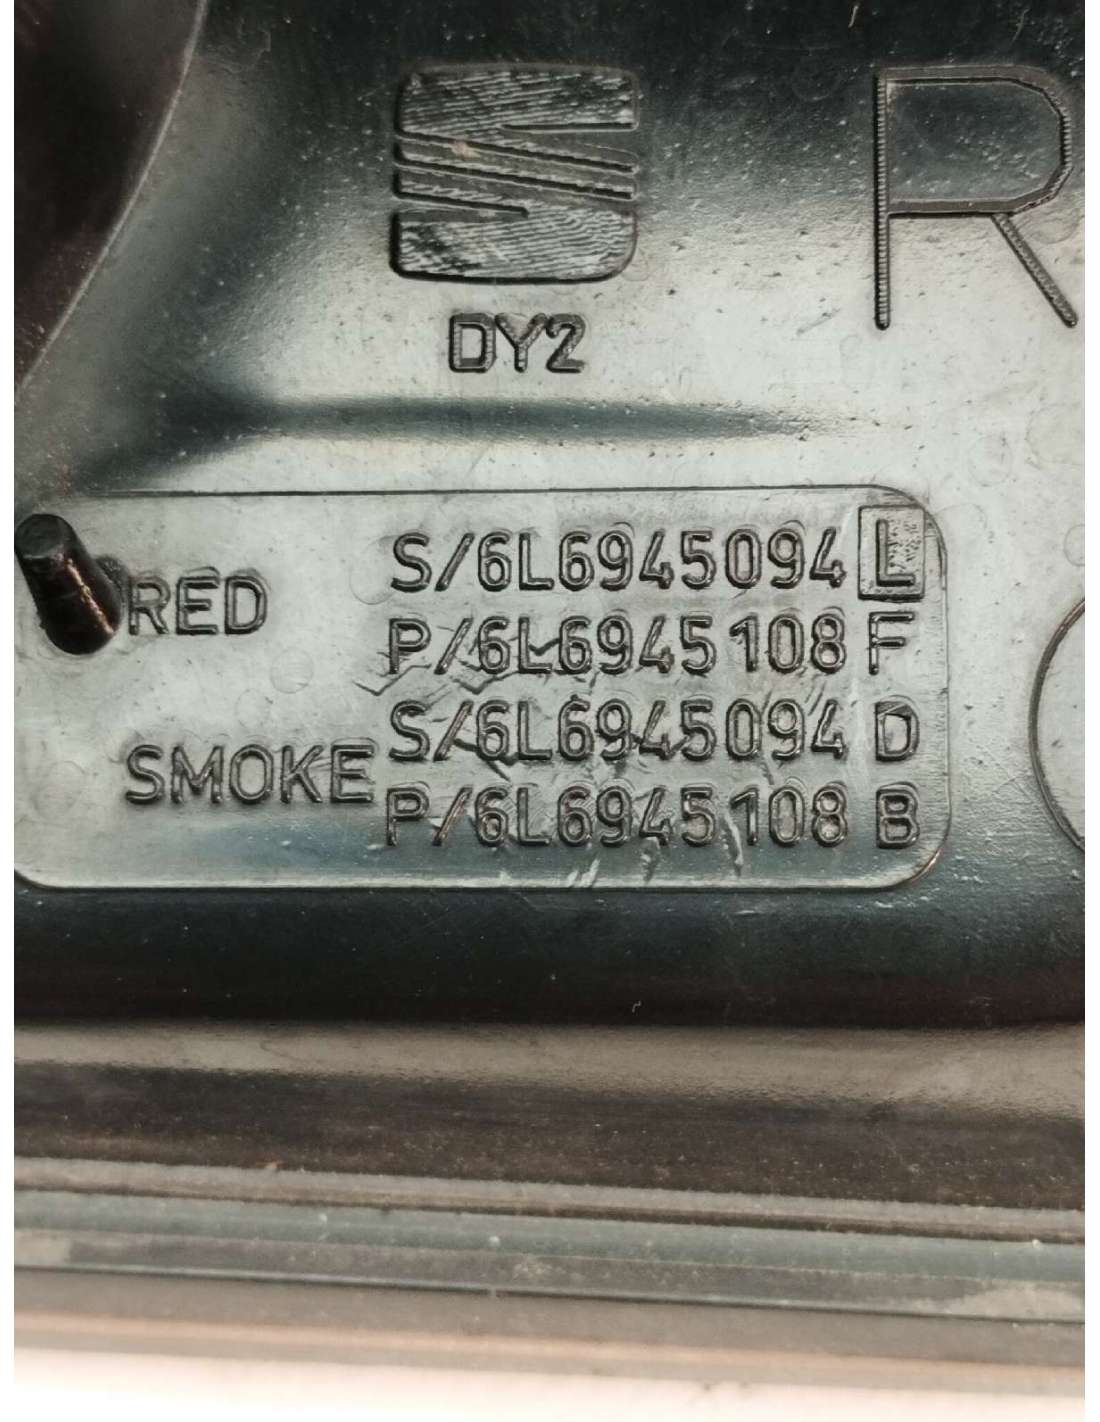 R
DY2
RED S/6L6945094 L
P/6L6945108 F
SMOKE S/6L6945094 D
P/6L6945108 B